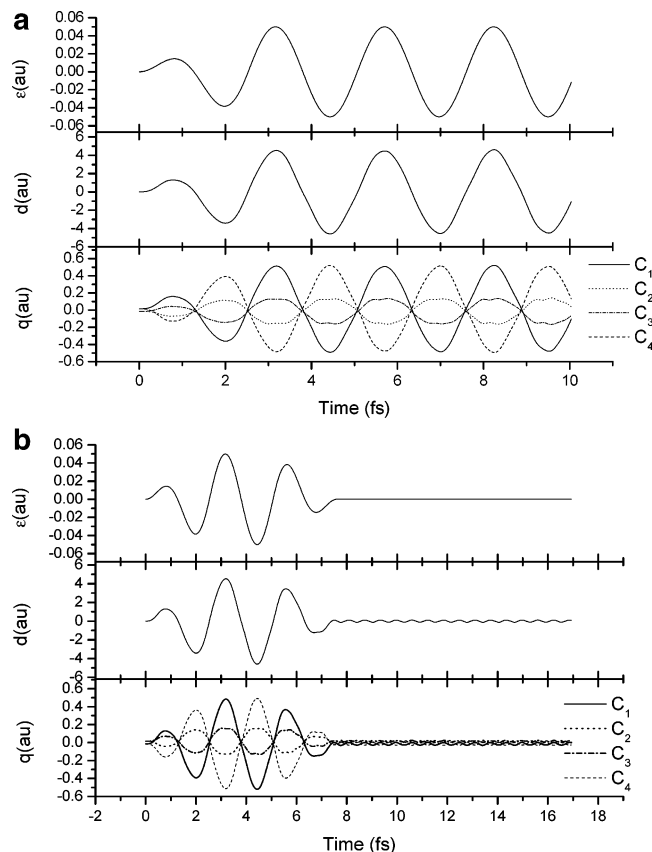 a
0.06
0.04
0.02
0.00
-0.02
-0.04
-0.06
ε(au)
6
4
2
0
-2
-4
-6
d(au)
0.6
0.4
0.2
0.0
-0.2
-0.4
-0.6
q(au)
C1
C2
C3
C4
0 2 4 6 8 10
Time (fs)
b
0.06
0.04
0.02
0.00
-0.02
-0.04
-0.06
ε(au)
6
4
2
0
-2
-4
-6
d(au)
0.6
0.4
0.2
0.0
-0.2
-0.4
-0.6
q(au)
C1
C2
C3
C4
-2 0 2 4 6 8 10 12 14 16 18
Time (fs)